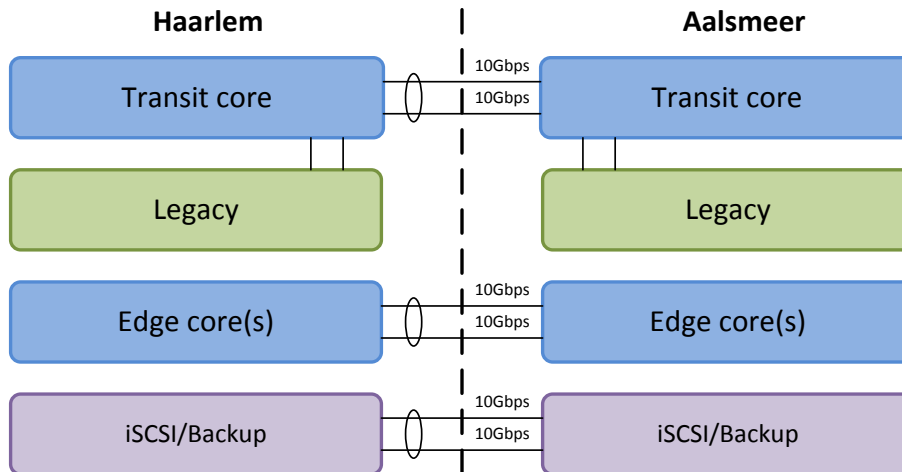 Haarlem
Aalsmeer
Transit core
10Gbps
10Gbps
Transit core
Legacy
Legacy
Edge core(s)
10Gbps
10Gbps
Edge core(s)
iSCSI/Backup
10Gbps
10Gbps
iSCSI/Backup